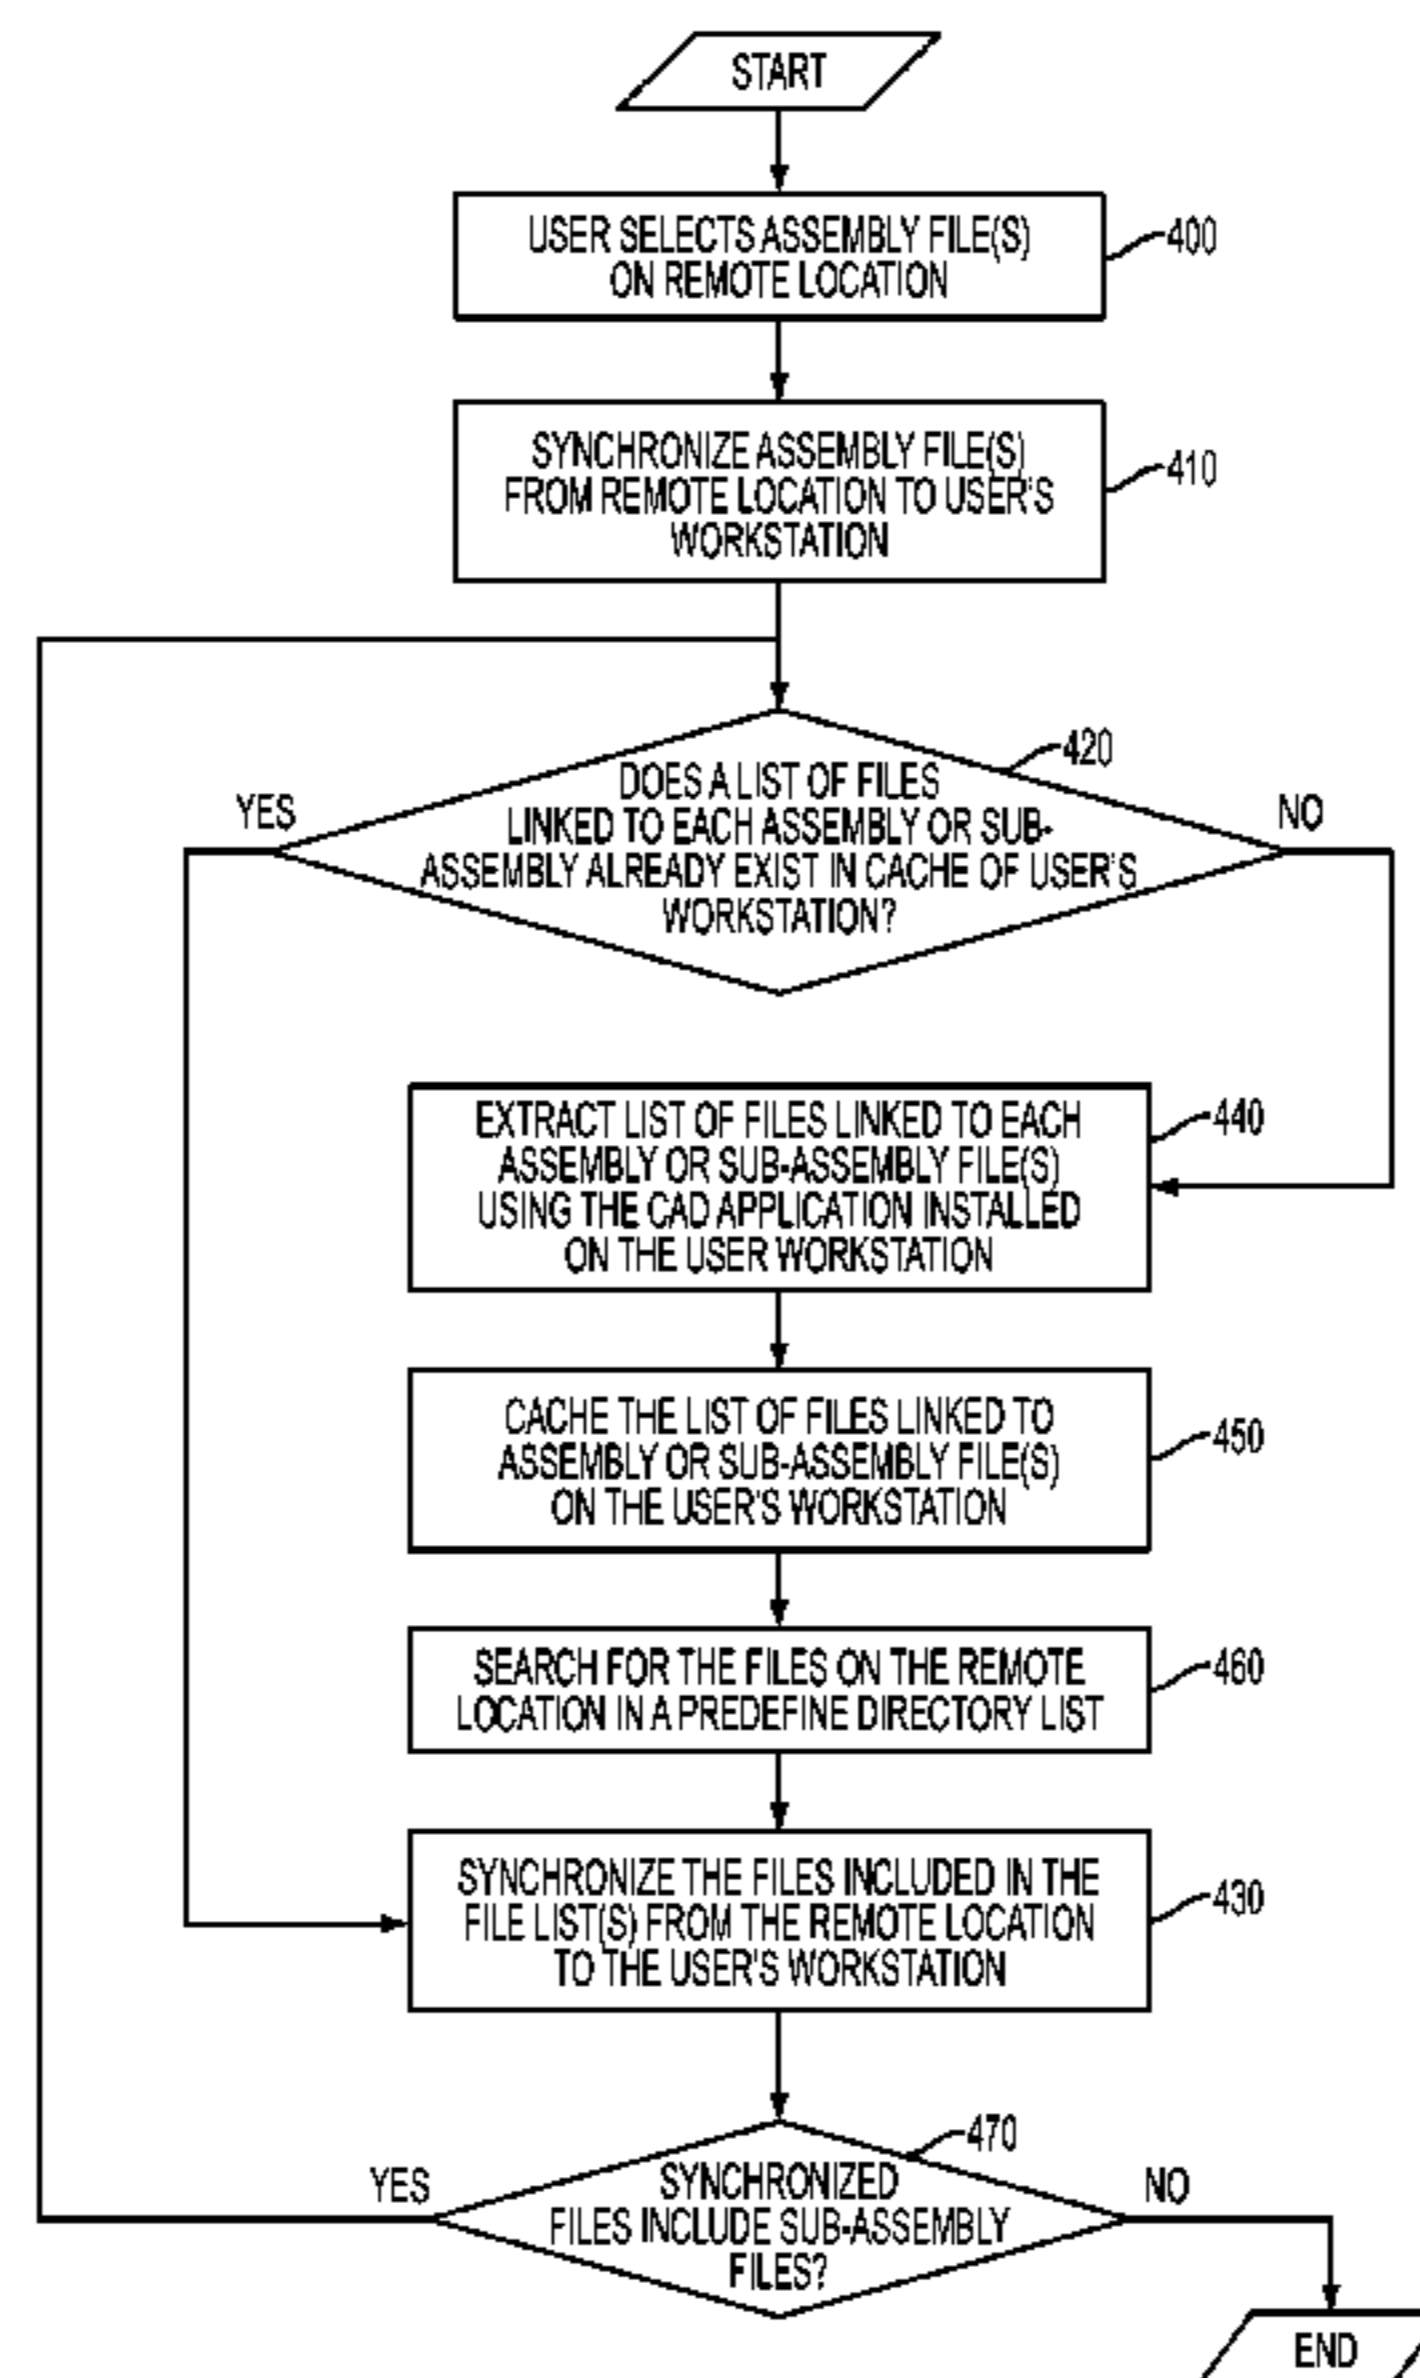 START
USER SELECTS ASSEMBLY FILE(S)
ON REMOTE LOCATION
400
SYNCHRONIZE ASSEMBLY FILE(S)
FROM REMOTE LOCATION TO USER'S
WORKSTATION
410
DOES A LIST OF FILES
LINKED TO EACH ASSEMBLY OR SUB-
ASSEMBLY ALREADY EXIST IN CACHE OF USER'S
WORKSTATION?
420
YES
NO
EXTRACT LIST OF FILES LINKED TO EACH
ASSEMBLY OR SUB-ASSEMBLY FILE(S)
USING THE CAD APPLICATION INSTALLED
ON THE USER WORKSTATION
440
CACHE THE LIST OF FILES LINKED TO
ASSEMBLY OR SUB-ASSEMBLY FILE(S)
ON THE USER'S WORKSTATION
450
SEARCH FOR THE FILES ON THE REMOTE
LOCATION IN A PREDEFINE DIRECTORY LIST
460
SYNCHRONIZE THE FILES INCLUDED IN THE
FILE LIST(S) FROM THE REMOTE LOCATION
TO THE USER'S WORKSTATION
430
SYNCHRONIZED
FILES INCLUDE SUB-ASSEMBLY
FILES?
470
YES
NO
END